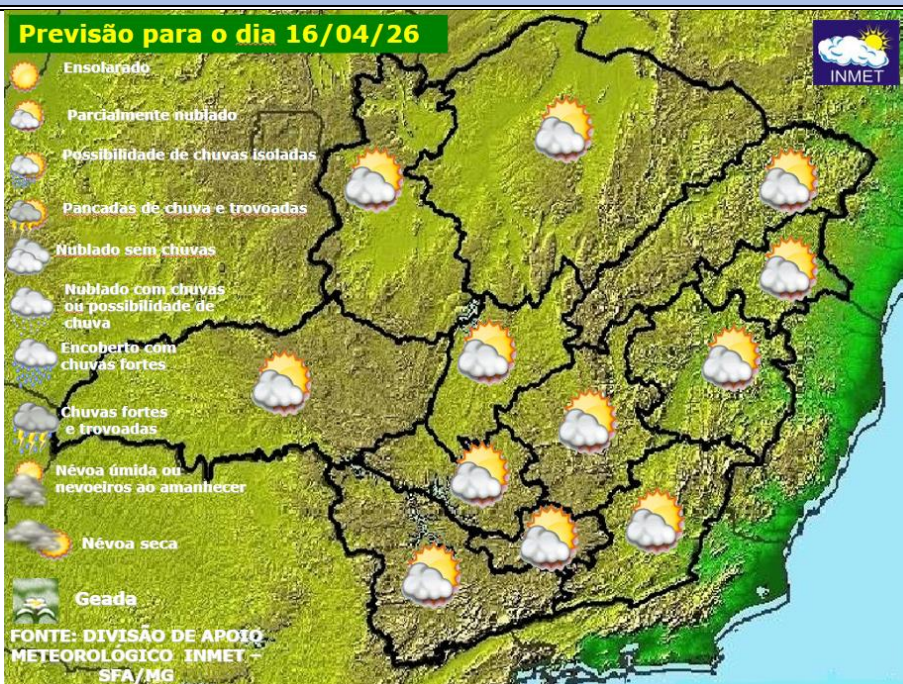 Previsão para o dia 16/04/26
INMET
Ensolarado
Parcialmente nublado
Possibilidade de chuvas isoladas
Pancadas de chuva e trovoadas
Nublado sem chuvas
Nublado com chuvas
ou possibilidade de
chuva
Encoberto com
chuvas fortes
Chuvas fortes
e trovoadas
Névoa úmida ou
nevoeiros ao amanhecer
Névoa seca
Geada
FONTE: DIVISÃO DE APOIO
METEOROLÓGICO INMET –
SFA/MG